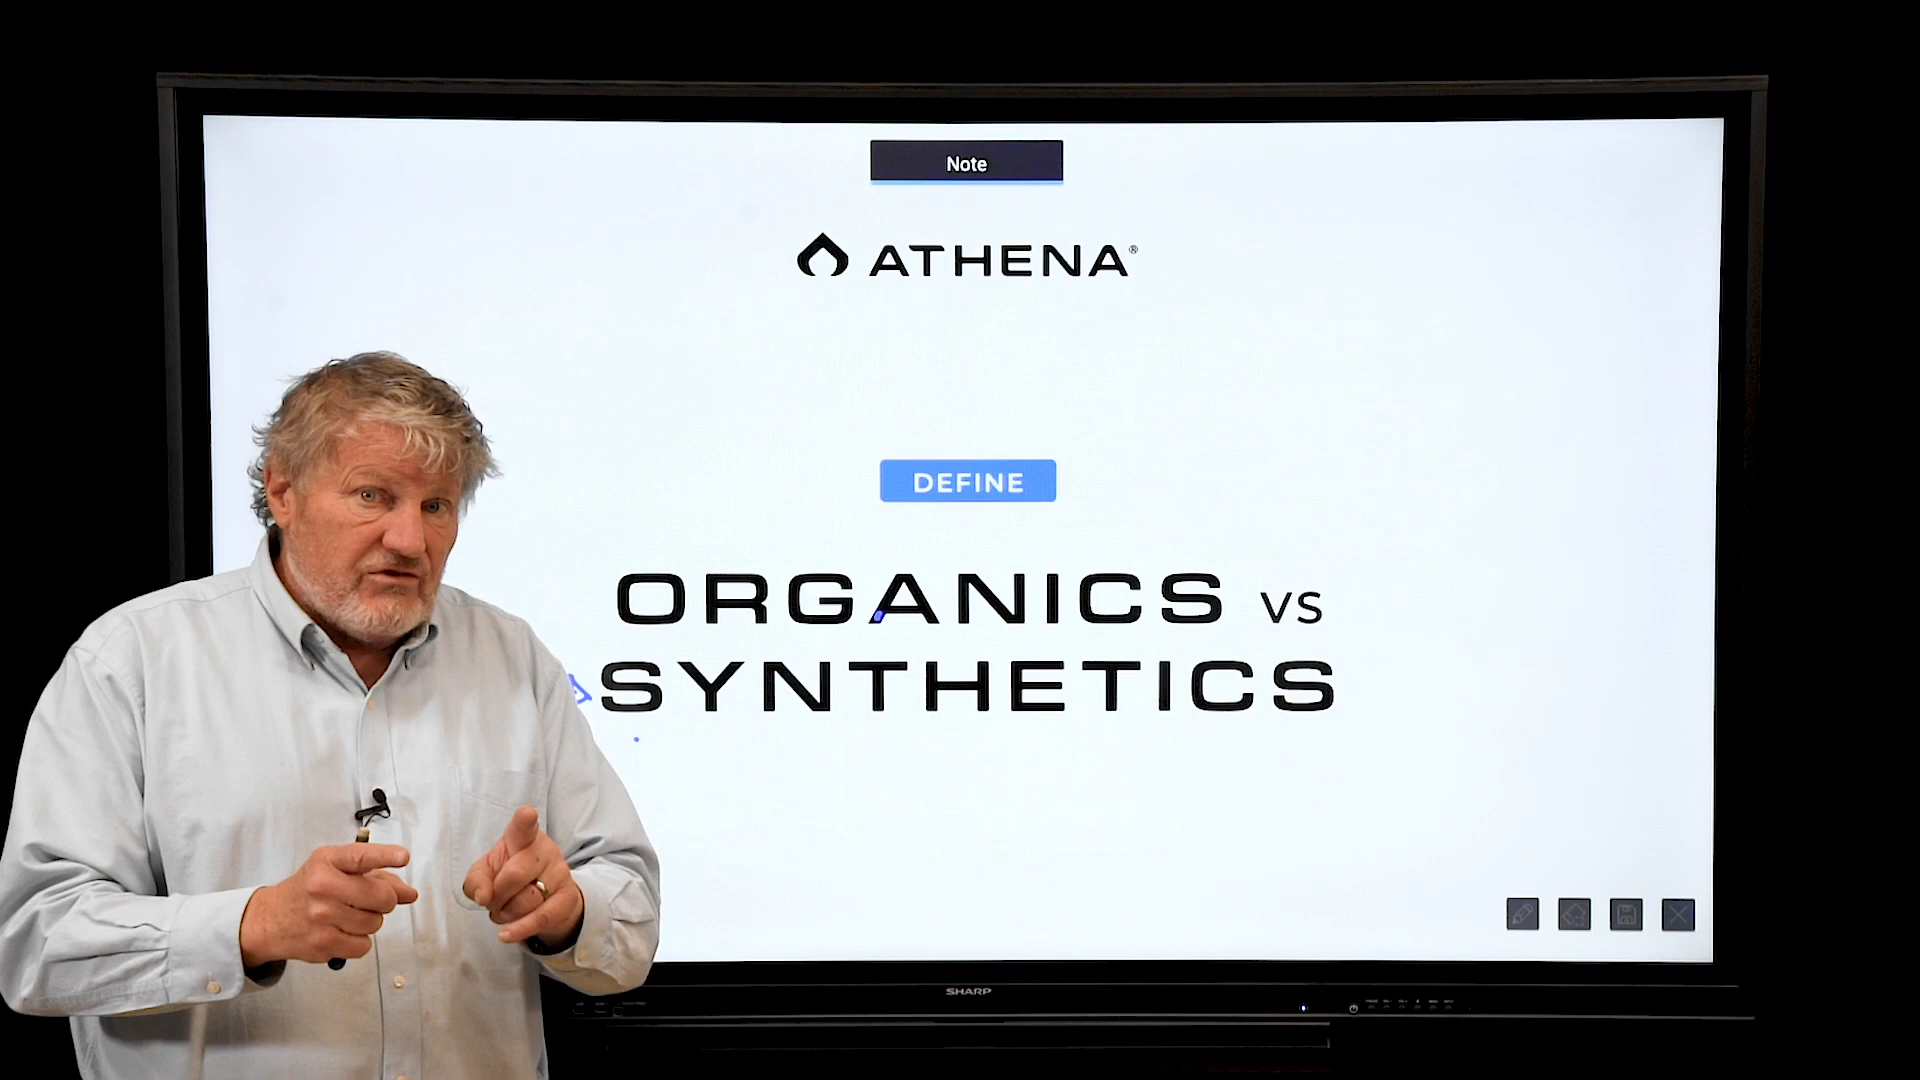 Note
ATHENA®
DEFINE
ORGANICS vs
SYNTHETICS
SHARP